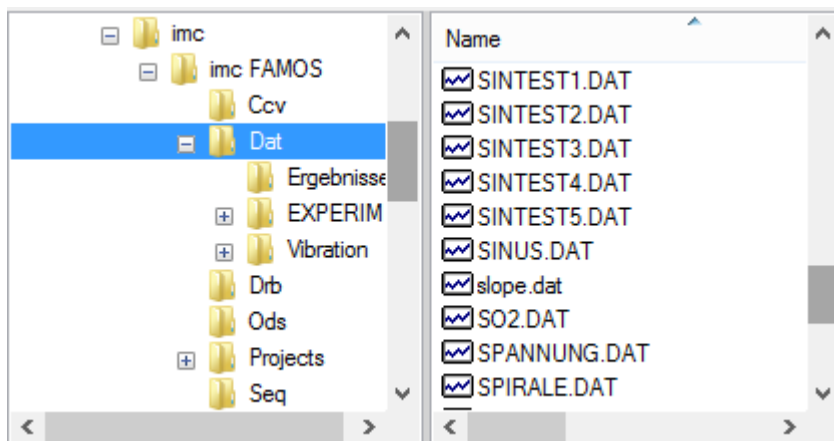 imc
imc FAMOS
Ccv
Dat
Ergebnisse
EXPERIM
Vibration
Drb
Ods
Projects
Seq
Name
SINTEST1.DAT
SINTEST2.DAT
SINTEST3.DAT
SINTEST4.DAT
SINTEST5.DAT
SINUS.DAT
slope.dat
SO2.DAT
SPANNUNG.DAT
SPIRALE.DAT